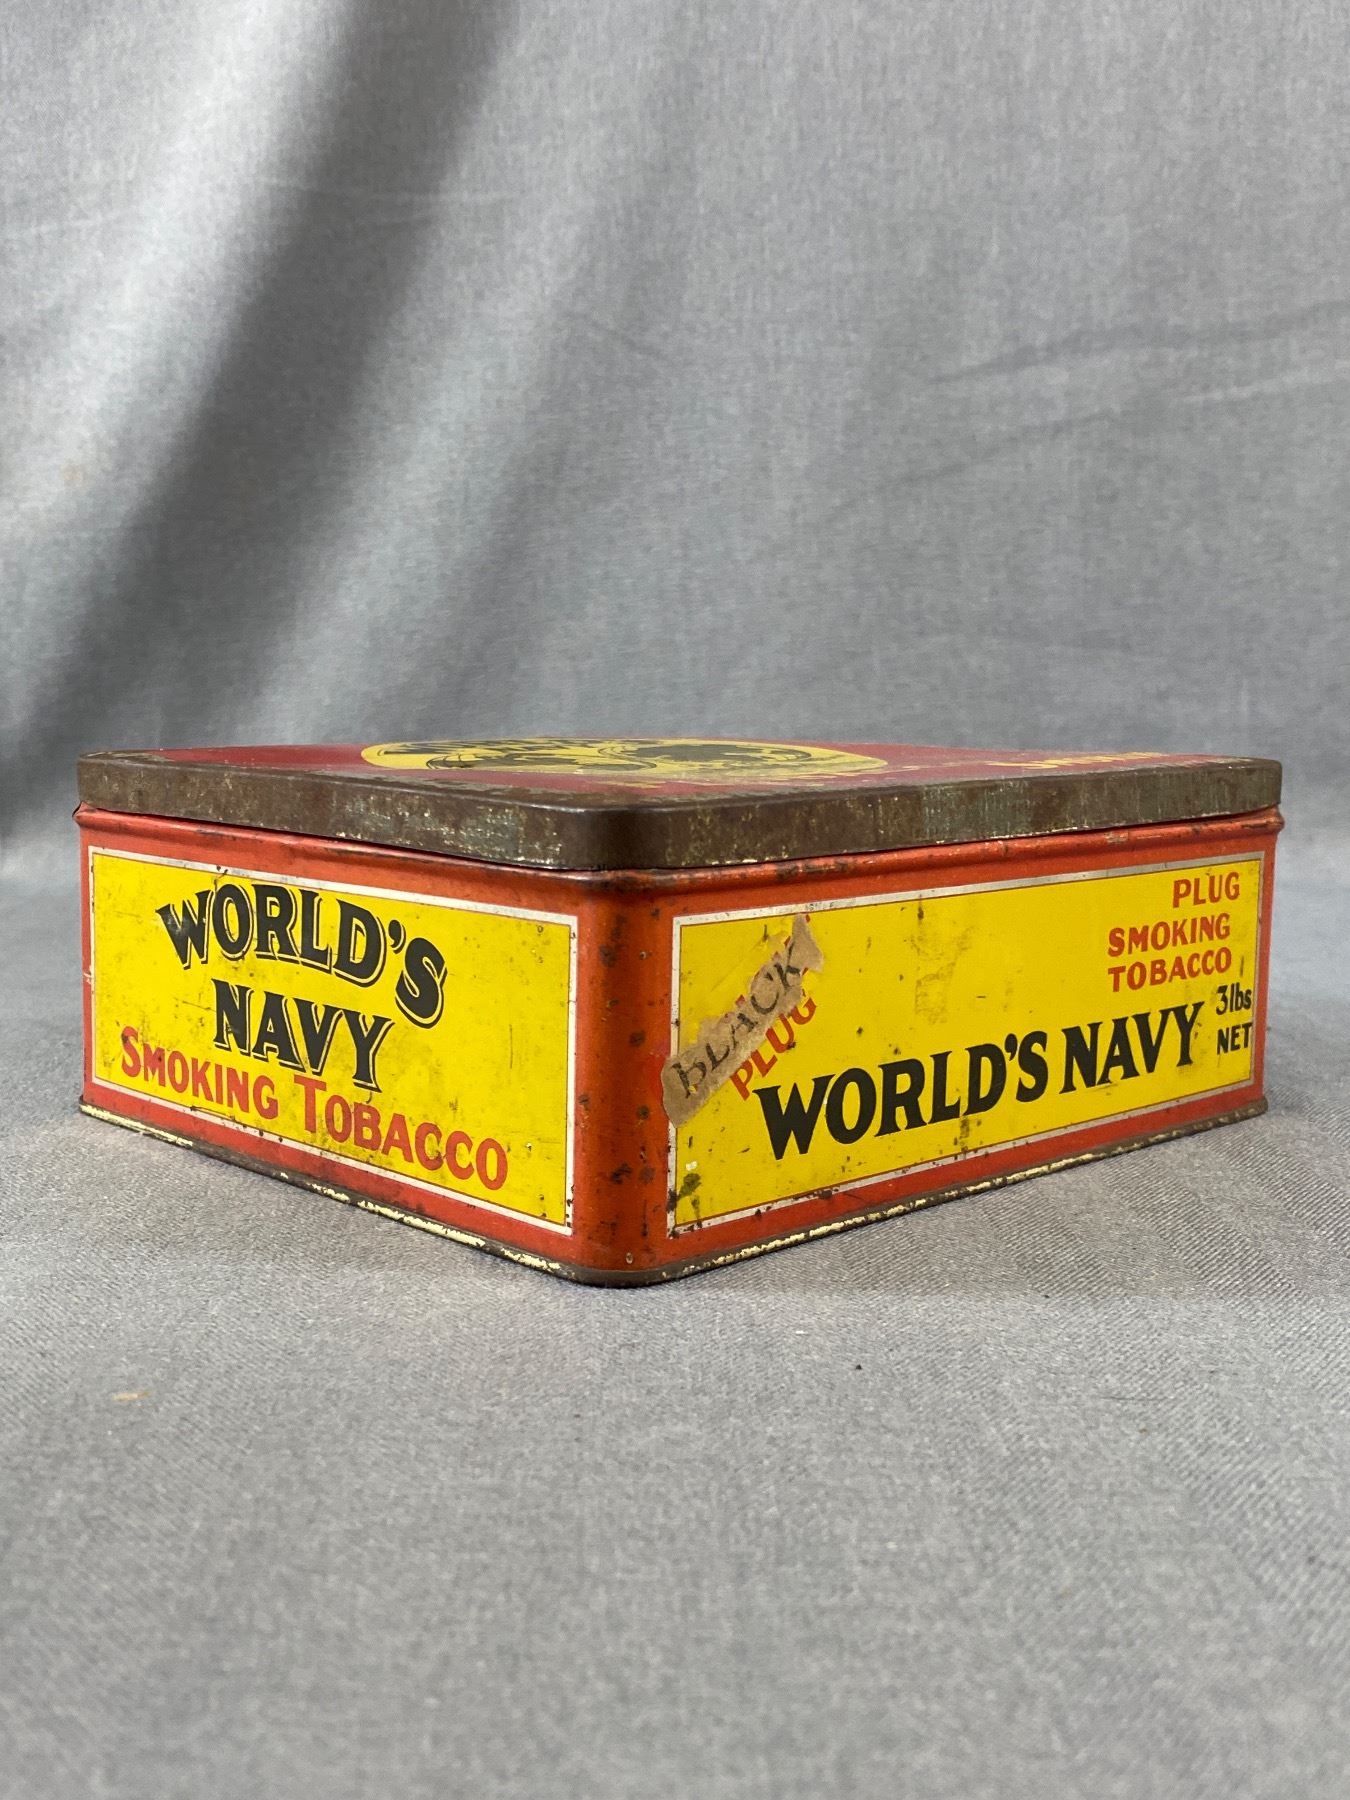 WORLD'S
NAVY
SMOKING TOBACCO
BLACK
PLUG
PLUG
SMOKING
TOBACCO
WORLD'S NAVY
3lbs
NET